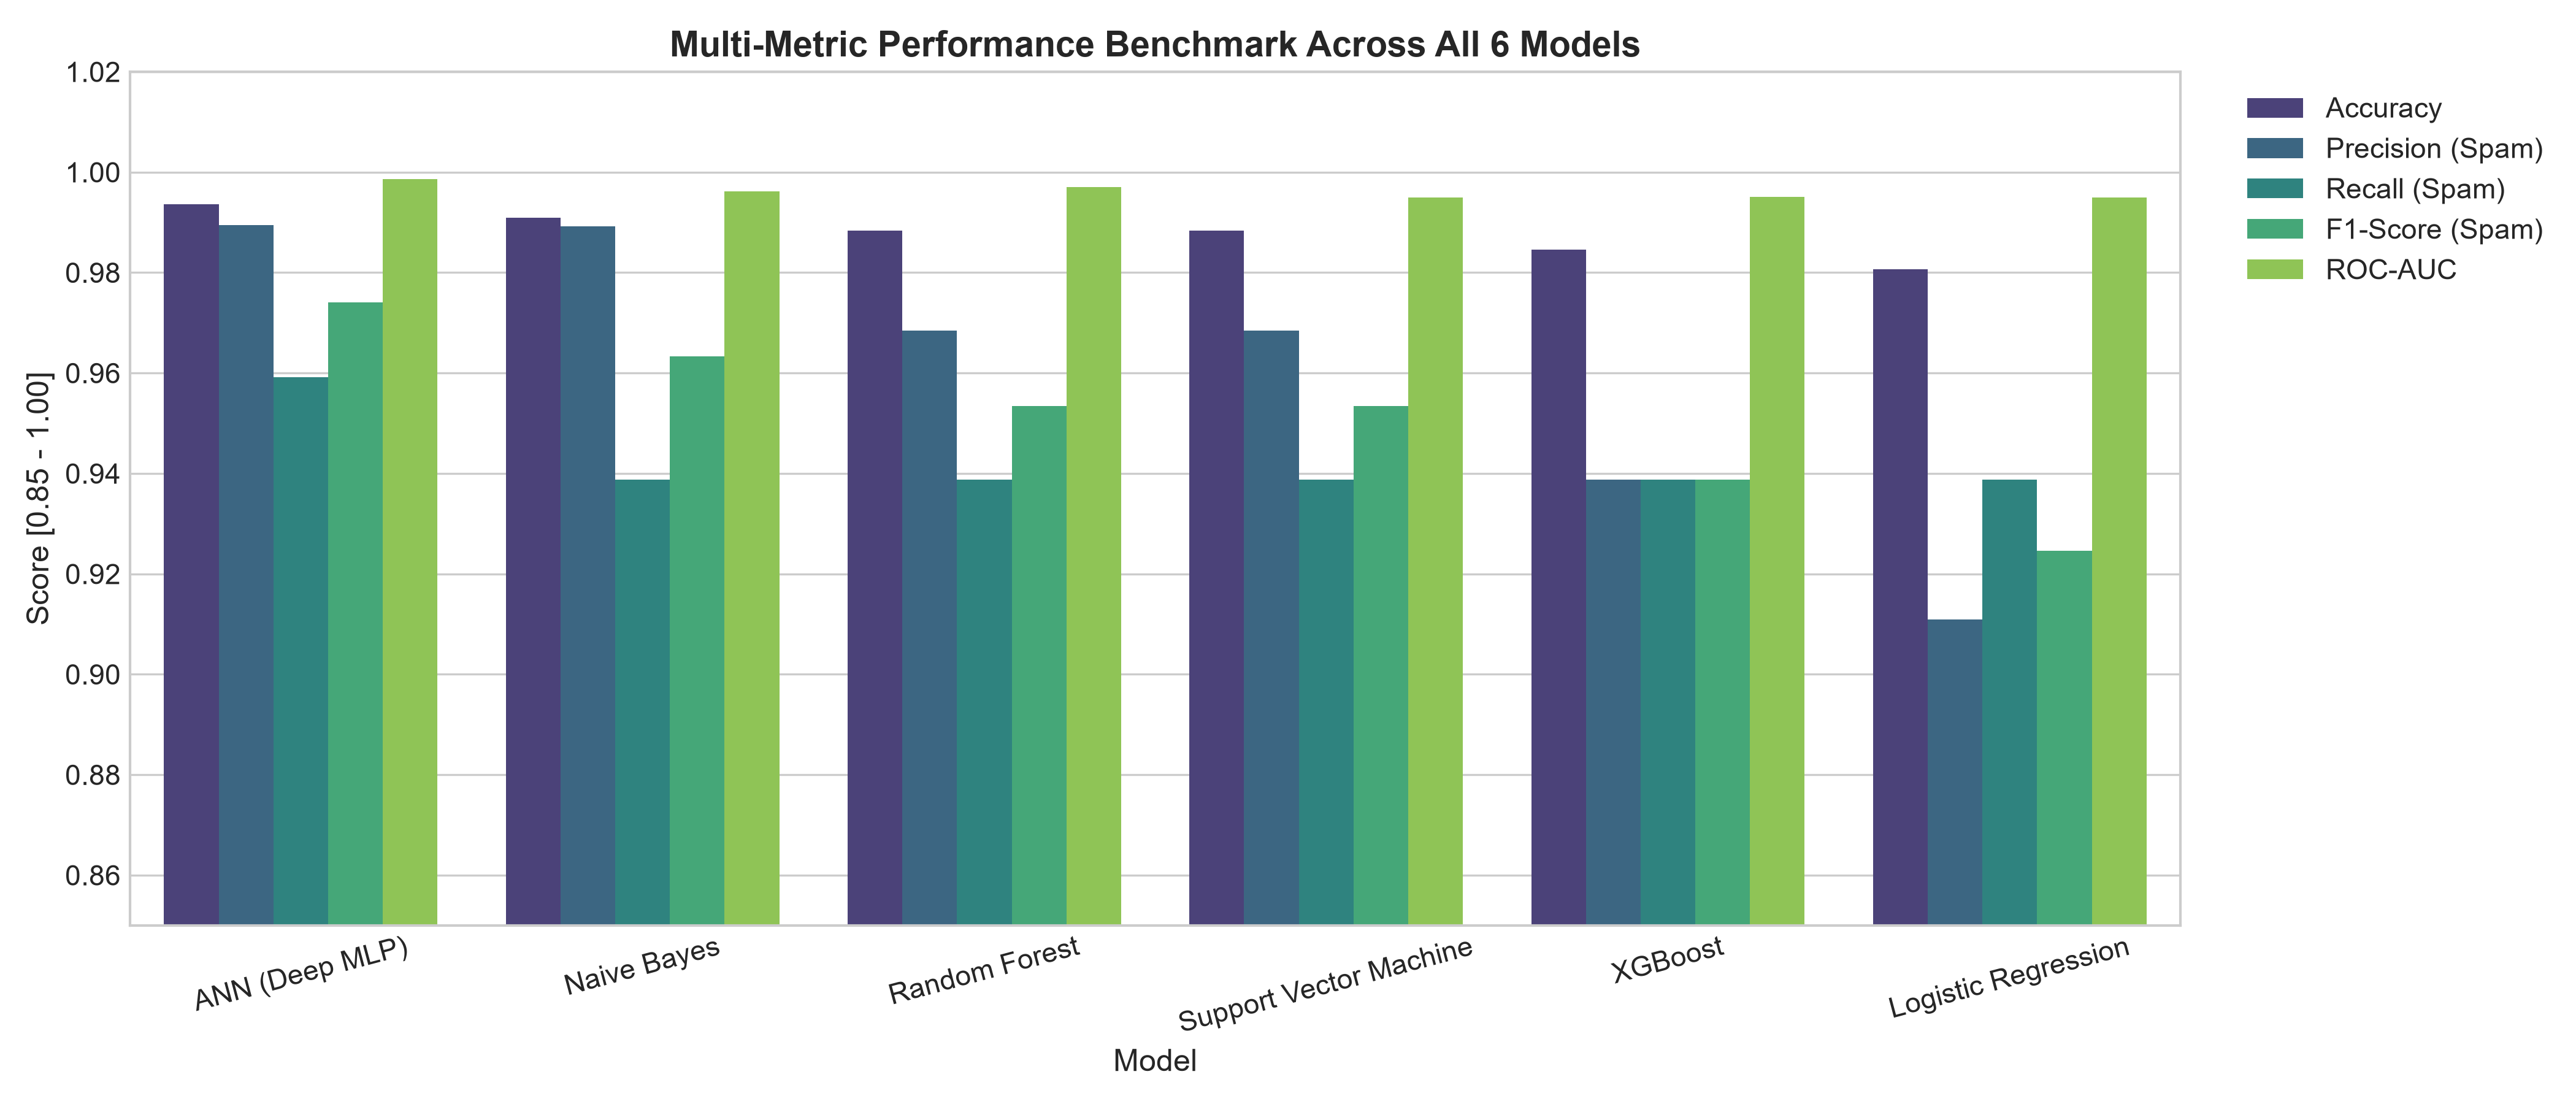 Multi-Metric Performance Benchmark Across All 6 Models
1.02
1.00
0.98
0.96
0.94
0.92
0.90
0.88
0.86
Score [0.85 - 1.00]
ANN (Deep MLP)
Naive Bayes
Random Forest
Support Vector Machine
XGBoost
Logistic Regression
Model
Accuracy
Precision (Spam)
Recall (Spam)
F1-Score (Spam)
ROC-AUC